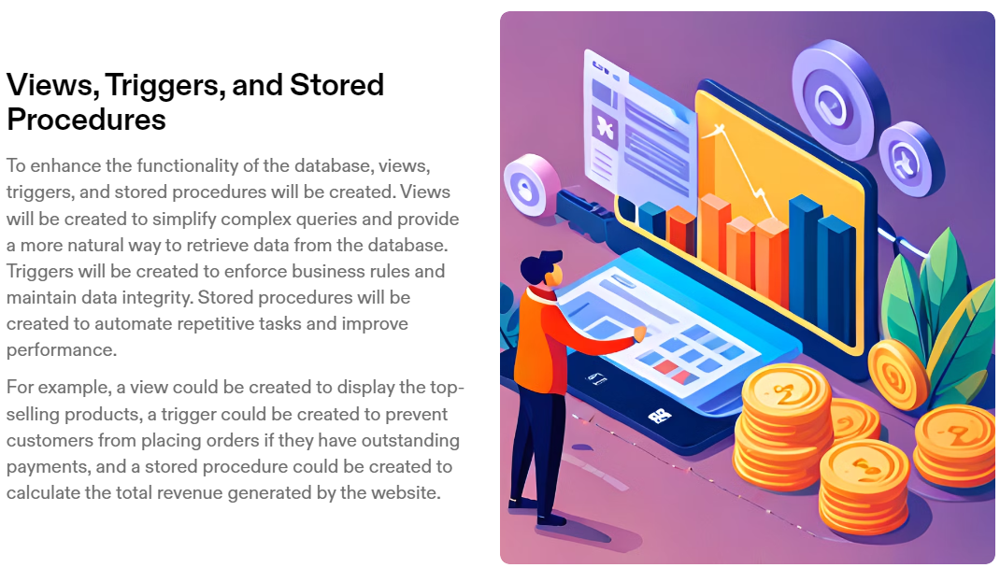 Views, Triggers, and Stored
Procedures
To enhance the functionality of the database, views,
triggers, and stored procedures will be created. Views
will be created to simplify complex queries and provide
a more natural way to retrieve data from the database.
Triggers will be created to enforce business rules and
maintain data integrity. Stored procedures will be
created to automate repetitive tasks and improve
performance.
For example, a view could be created to display the top-
selling products, a trigger could be created to prevent
customers from placing orders if they have outstanding
payments, and a stored procedure could be created to
calculate the total revenue generated by the website.